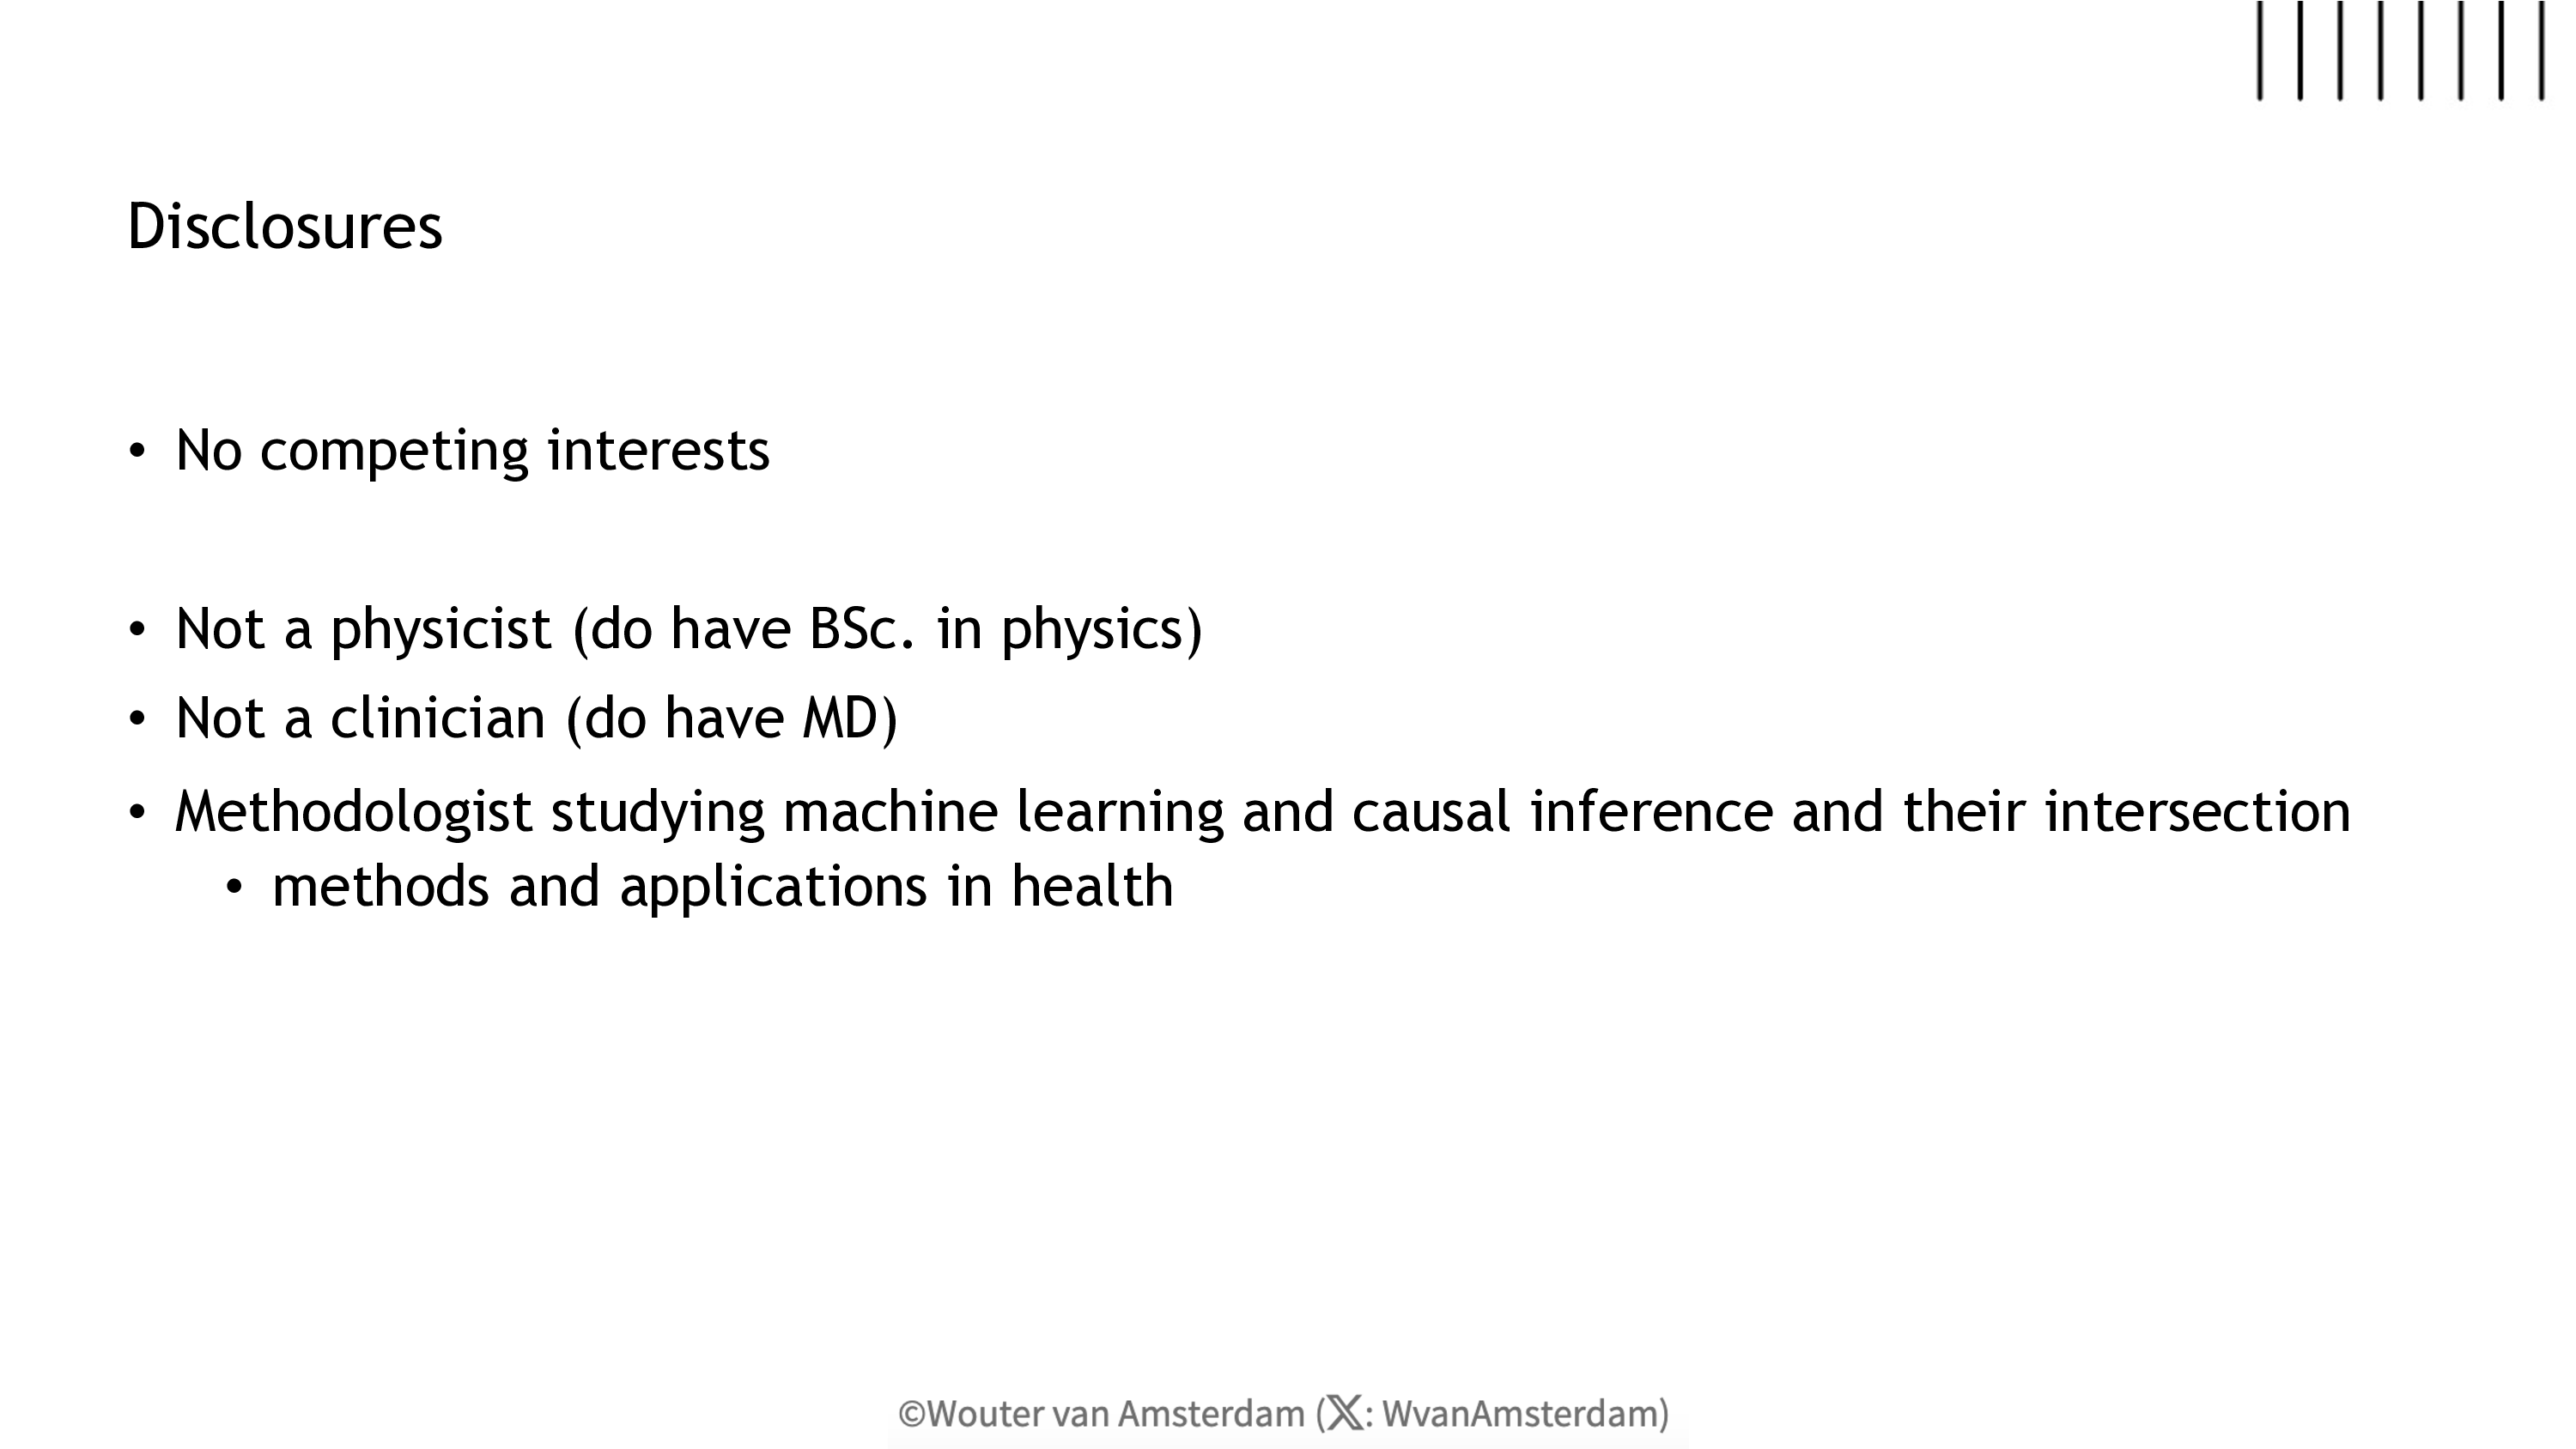 Disclosures
• No competing interests
• Not a physicist (do have BSc. in physics)
• Not a clinician (do have MD)
• Methodologist studying machine learning and causal inference and their intersection
• methods and applications in health
©Wouter van Amsterdam (𝕏: WvanAmsterdam)